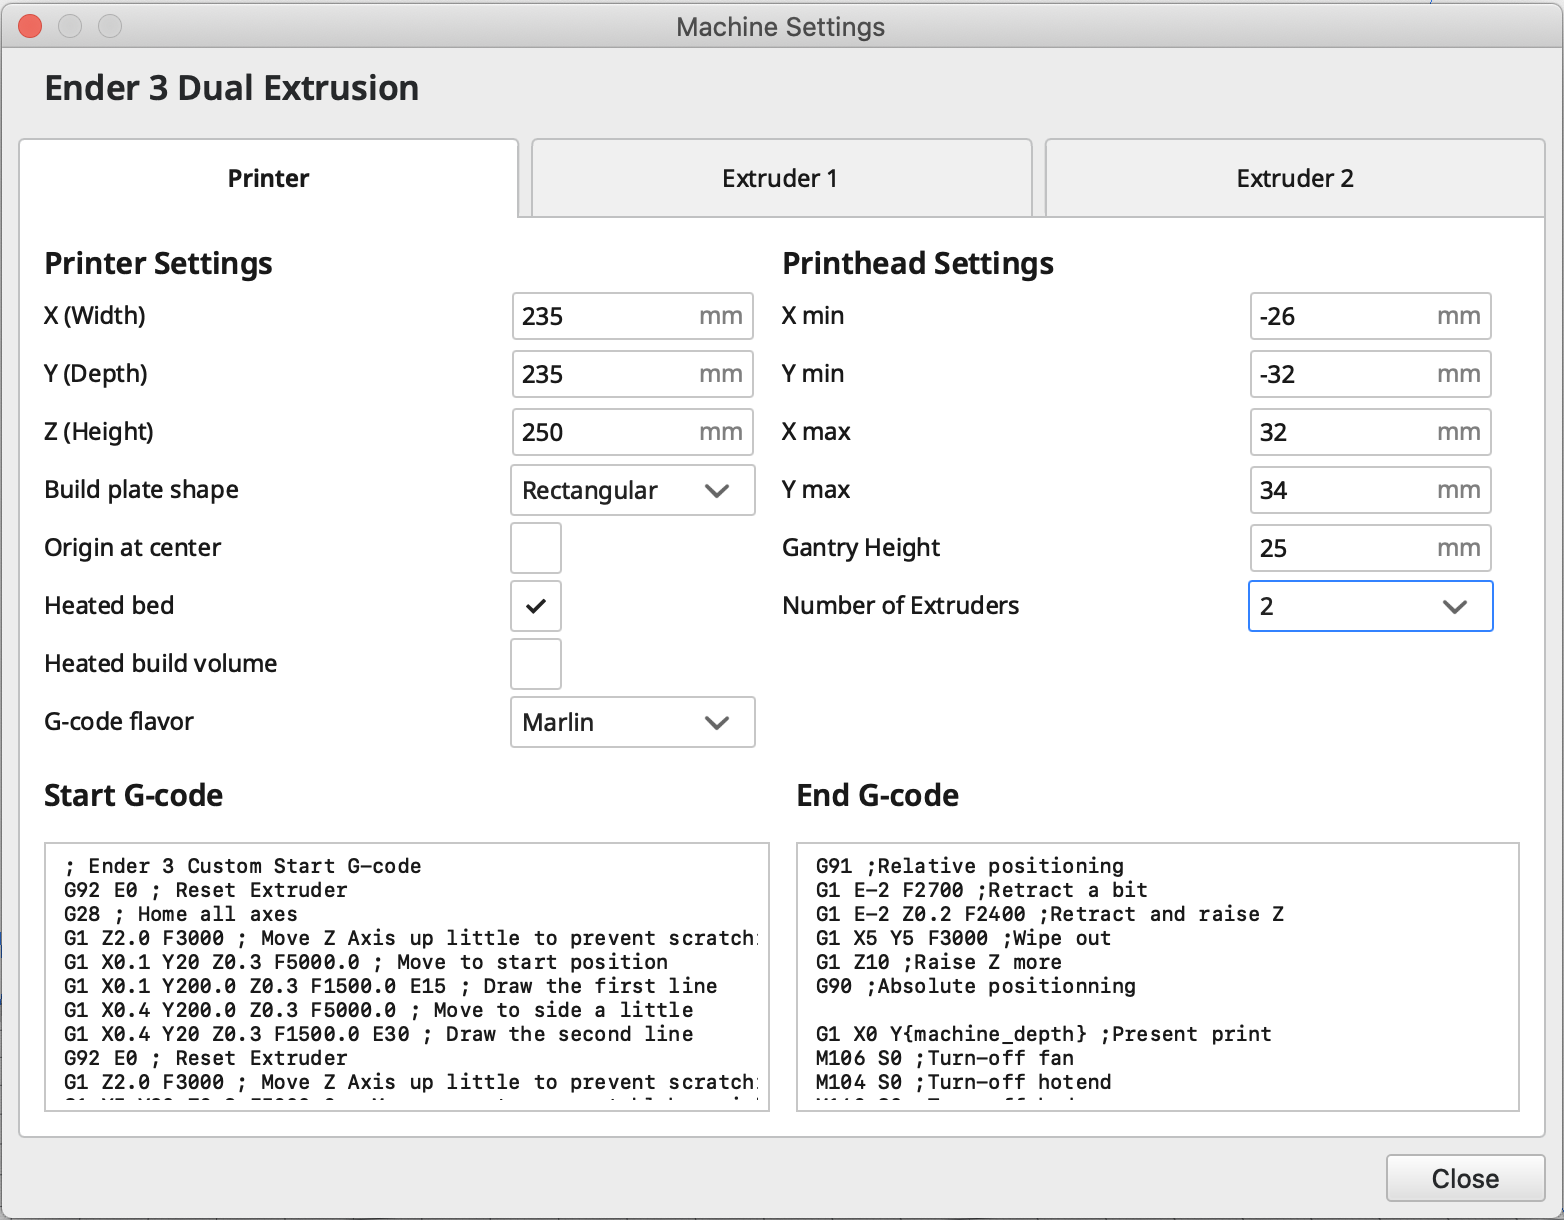 Machine Settings
Ender 3 Dual Extrusion
Printer
Extruder 1
Extruder 2
Printer Settings
X (Width)
235 mm
Y (Depth)
235 mm
Z (Height)
250 mm
Build plate shape
Rectangular
Origin at center
Heated bed
Heated build volume
G-code flavor
Marlin
Printhead Settings
X min
-26 mm
Y min
-32 mm
X max
32 mm
Y max
34 mm
Gantry Height
25 mm
Number of Extruders
2
Start G-code
; Ender 3 Custom Start G-code
G92 E0 ; Reset Extruder
G28 ; Home all axes
G1 Z2.0 F3000 ; Move Z Axis up little to prevent scratch
G1 X0.1 Y20 Z0.3 F5000.0 ; Move to start position
G1 X0.1 Y200.0 Z0.3 F1500.0 E15 ; Draw the first line
G1 X0.4 Y200.0 Z0.3 F5000.0 ; Move to side a little
G1 X0.4 Y20 Z0.3 F1500.0 E30 ; Draw the second line
G92 E0 ; Reset Extruder
G1 Z2.0 F3000 ; Move Z Axis up little to prevent scratch
End G-code
G91 ;Relative positioning
G1 E-2 F2700 ;Retract a bit
G1 E-2 Z0.2 F2400 ;Retract and raise Z
G1 X5 Y5 F3000 ;Wipe out
G1 Z10 ;Raise Z more
G90 ;Absolute positionning
G1 X0 Y{machine_depth} ;Present print
M106 S0 ;Turn-off fan
M104 S0 ;Turn-off hotend
Close